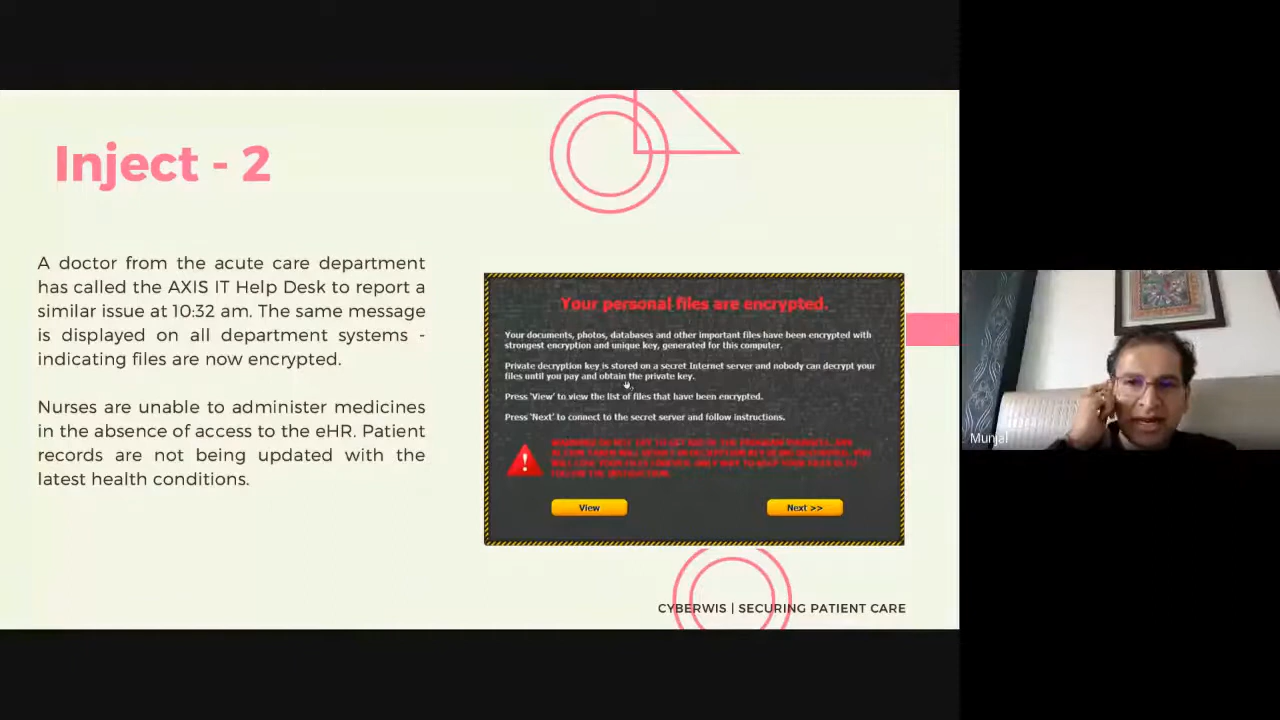 Inject - 2
A doctor from the acute care department
has called the AXIS IT Help Desk to report a
similar issue at 10:32 am. The same message
is displayed on all department systems -
indicating files are now encrypted.
Nurses are unable to administer medicines
in the absence of access to the eHR. Patient
records are not being updated with the
latest health conditions.
Your personal files are encrypted.
Your documents, photos, databases and other important files have been encrypted with
strongest encryption and unique key, generated for this computer.
Private decryption key is stored on a secret Internet server and nobody can decrypt your
files until you pay and obtain the private key.
Press 'View' to view the list of files that have been encrypted.
Press 'Next' to connect to the secret server and follow instructions.
View
Next >>
CYBERWIS | SECURING PATIENT CARE
Munjal